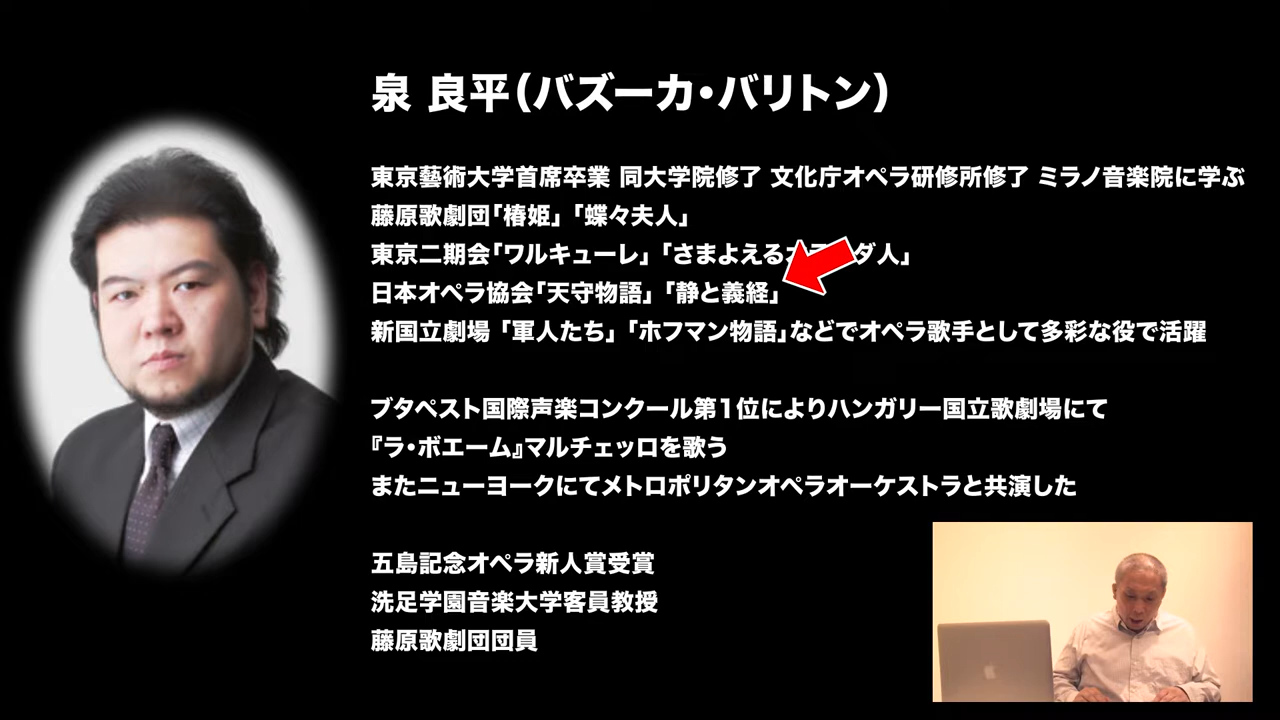 泉 良平(バズーカ・バリトン)
東京藝術大学首席卒業 同大学院修了 文化庁オペラ研修所修了 ミラノ音楽院に学ぶ
藤原歌劇団「椿姫」「蝶々夫人」
東京二期会「ワルキューレ」「さまよえる ダ人」
日本オペラ協会「天守物語」「静と義経」
新国立劇場 「軍人たち」「ホフマン物語」などでオペラ歌手として多彩な役で活躍
ブタペスト国際声楽コンクール第1位によりハンガリー国立歌劇場にて
『ラ・ボエーム』マルチェッロを歌う
またニューヨークにてメトロポリタンオペラオーケストラと共演した
五島記念オペラ新人賞受賞
洗足学園音楽大学客員教授
藤原歌劇団団員